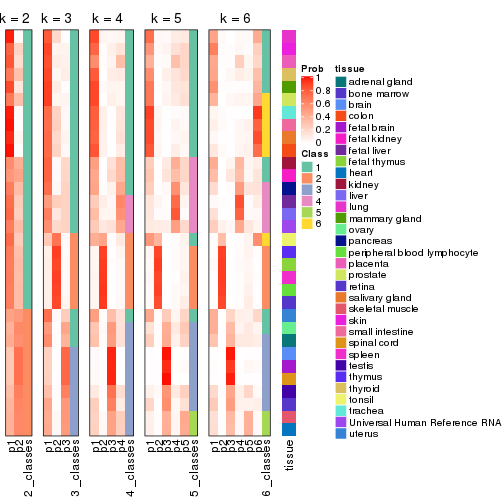 k = 2
k = 3
k = 4
k = 5
k = 6
Prob
1
0.8
0.6
0.4
0.2
0
Class
1
2
3
4
5
6
tissue
adrenal gland
bone marrow
brain
colon
fetal brain
fetal kidney
fetal liver
fetal thymus
heart
kidney
liver
lung
mammary gland
ovary
pancreas
peripheral blood lymphocyte
placenta
prostate
retina
salivary gland
skeletal muscle
skin
small intestine
spinal cord
spleen
testis
thymus
thyroid
tonsil
trachea
Universal Human Reference RNA
uterus
p1
p2
2_classes
p1
p2
p3
3_classes
p1
p2
p3
p4
4_classes
p1
p2
p3
p4
p5
5_classes
p1
p2
p3
p4
p5
p6
6_classes
tissue